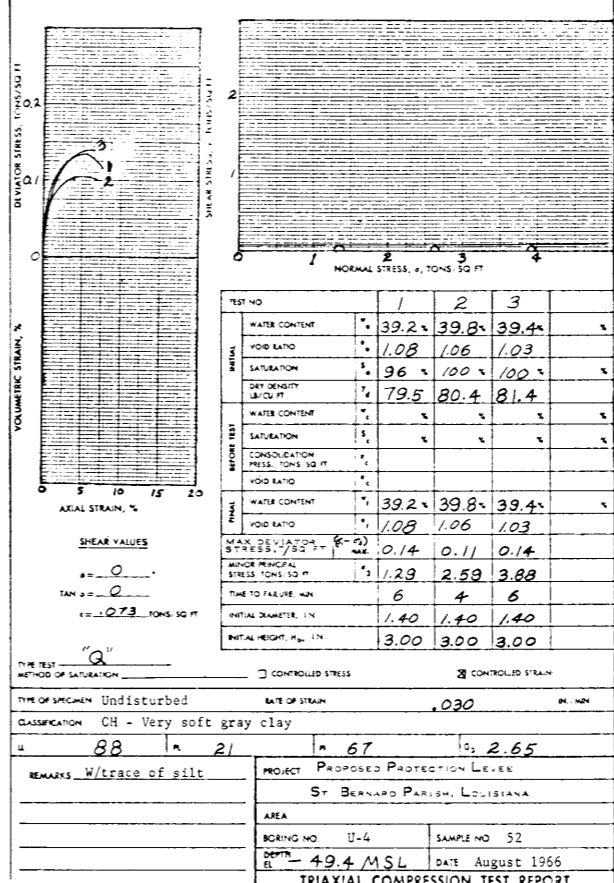 DEVIATOR STRESS, TONS/SQ FT
0.2
0.1
0
3
1
2
VOLUMETRIC STRAIN, %
0 5 10 15 20
AXIAL STRAIN, %
SHEAR STRESS, τ, TONS/SQ FT
2
1
0 1 2 3 4
NORMAL STRESS, σ, TONS/SQ FT
SHEAR VALUES
ø = 0 °
TAN ø = 0
c = .073 TONS/SQ FT
TEST NO. 1 2 3
INITIAL
WATER CONTENT w o 39.2 % 39.8 % 39.4 % %
VOID RATIO e o 1.08 1.06 1.03
SATURATION S o 96 % 100 % 100 % %
DRY DENSITY LB/CU FT γ d 79.5 80.4 81.4
BEFORE TEST
WATER CONTENT w c % % % %
SATURATION S c % % % %
CONSOLIDATION PRESS., TONS/SQ FT σ c
VOID RATIO e c
FINAL
WATER CONTENT w f 39.2 % 39.8 % 39.4 % %
VOID RATIO e f 1.08 1.06 1.03
MAX DEVIATOR STRESS, T/SQ FT (σ1-σ3) MAX. 0.14 0.11 0.14
MINOR PRINCIPAL STRESS, TONS/SQ FT σ 3 1.29 2.59 3.88
TIME TO FAILURE, MIN 6 4 6
INITIAL DIAMETER, IN. 1.40 1.40 1.40
INITIAL HEIGHT, Ho, IN. 3.00 3.00 3.00
TYPE TEST "Q"
METHOD OF SATURATION
CONTROLLED STRESS
CONTROLLED STRAIN
TYPE OF SPECIMEN Undisturbed RATE OF STRAIN .030 IN./MIN
CLASSIFICATION CH - Very soft gray clay
LL 88 PL 21 PI 67 Gs 2.65
REMARKS W/trace of silt
PROJECT PROPOSED PROTECTION LEVEE
ST BERNARD PARISH, LOUISIANA
AREA
BORING NO. U-4 SAMPLE NO 52
DEPTH EL - 49.4 MSL DATE August 1966
TRIAXIAL COMPRESSION TEST REPORT